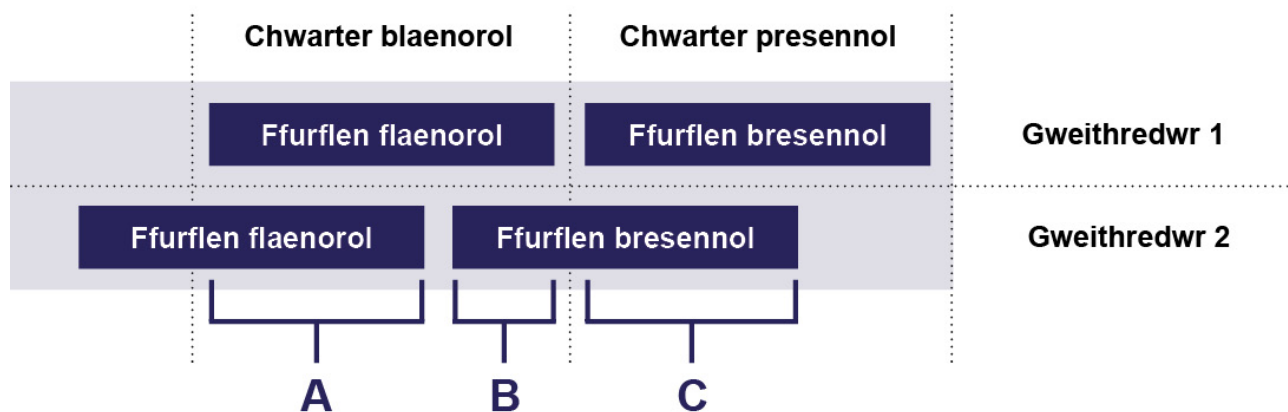 Chwarter blaenorol
Chwarter presennol
Ffurflen flaenorol
Ffurflen bresennol
Gweithredwr 1
Ffurflen flaenorol
Ffurflen bresennol
Gweithredwr 2
A
B
C